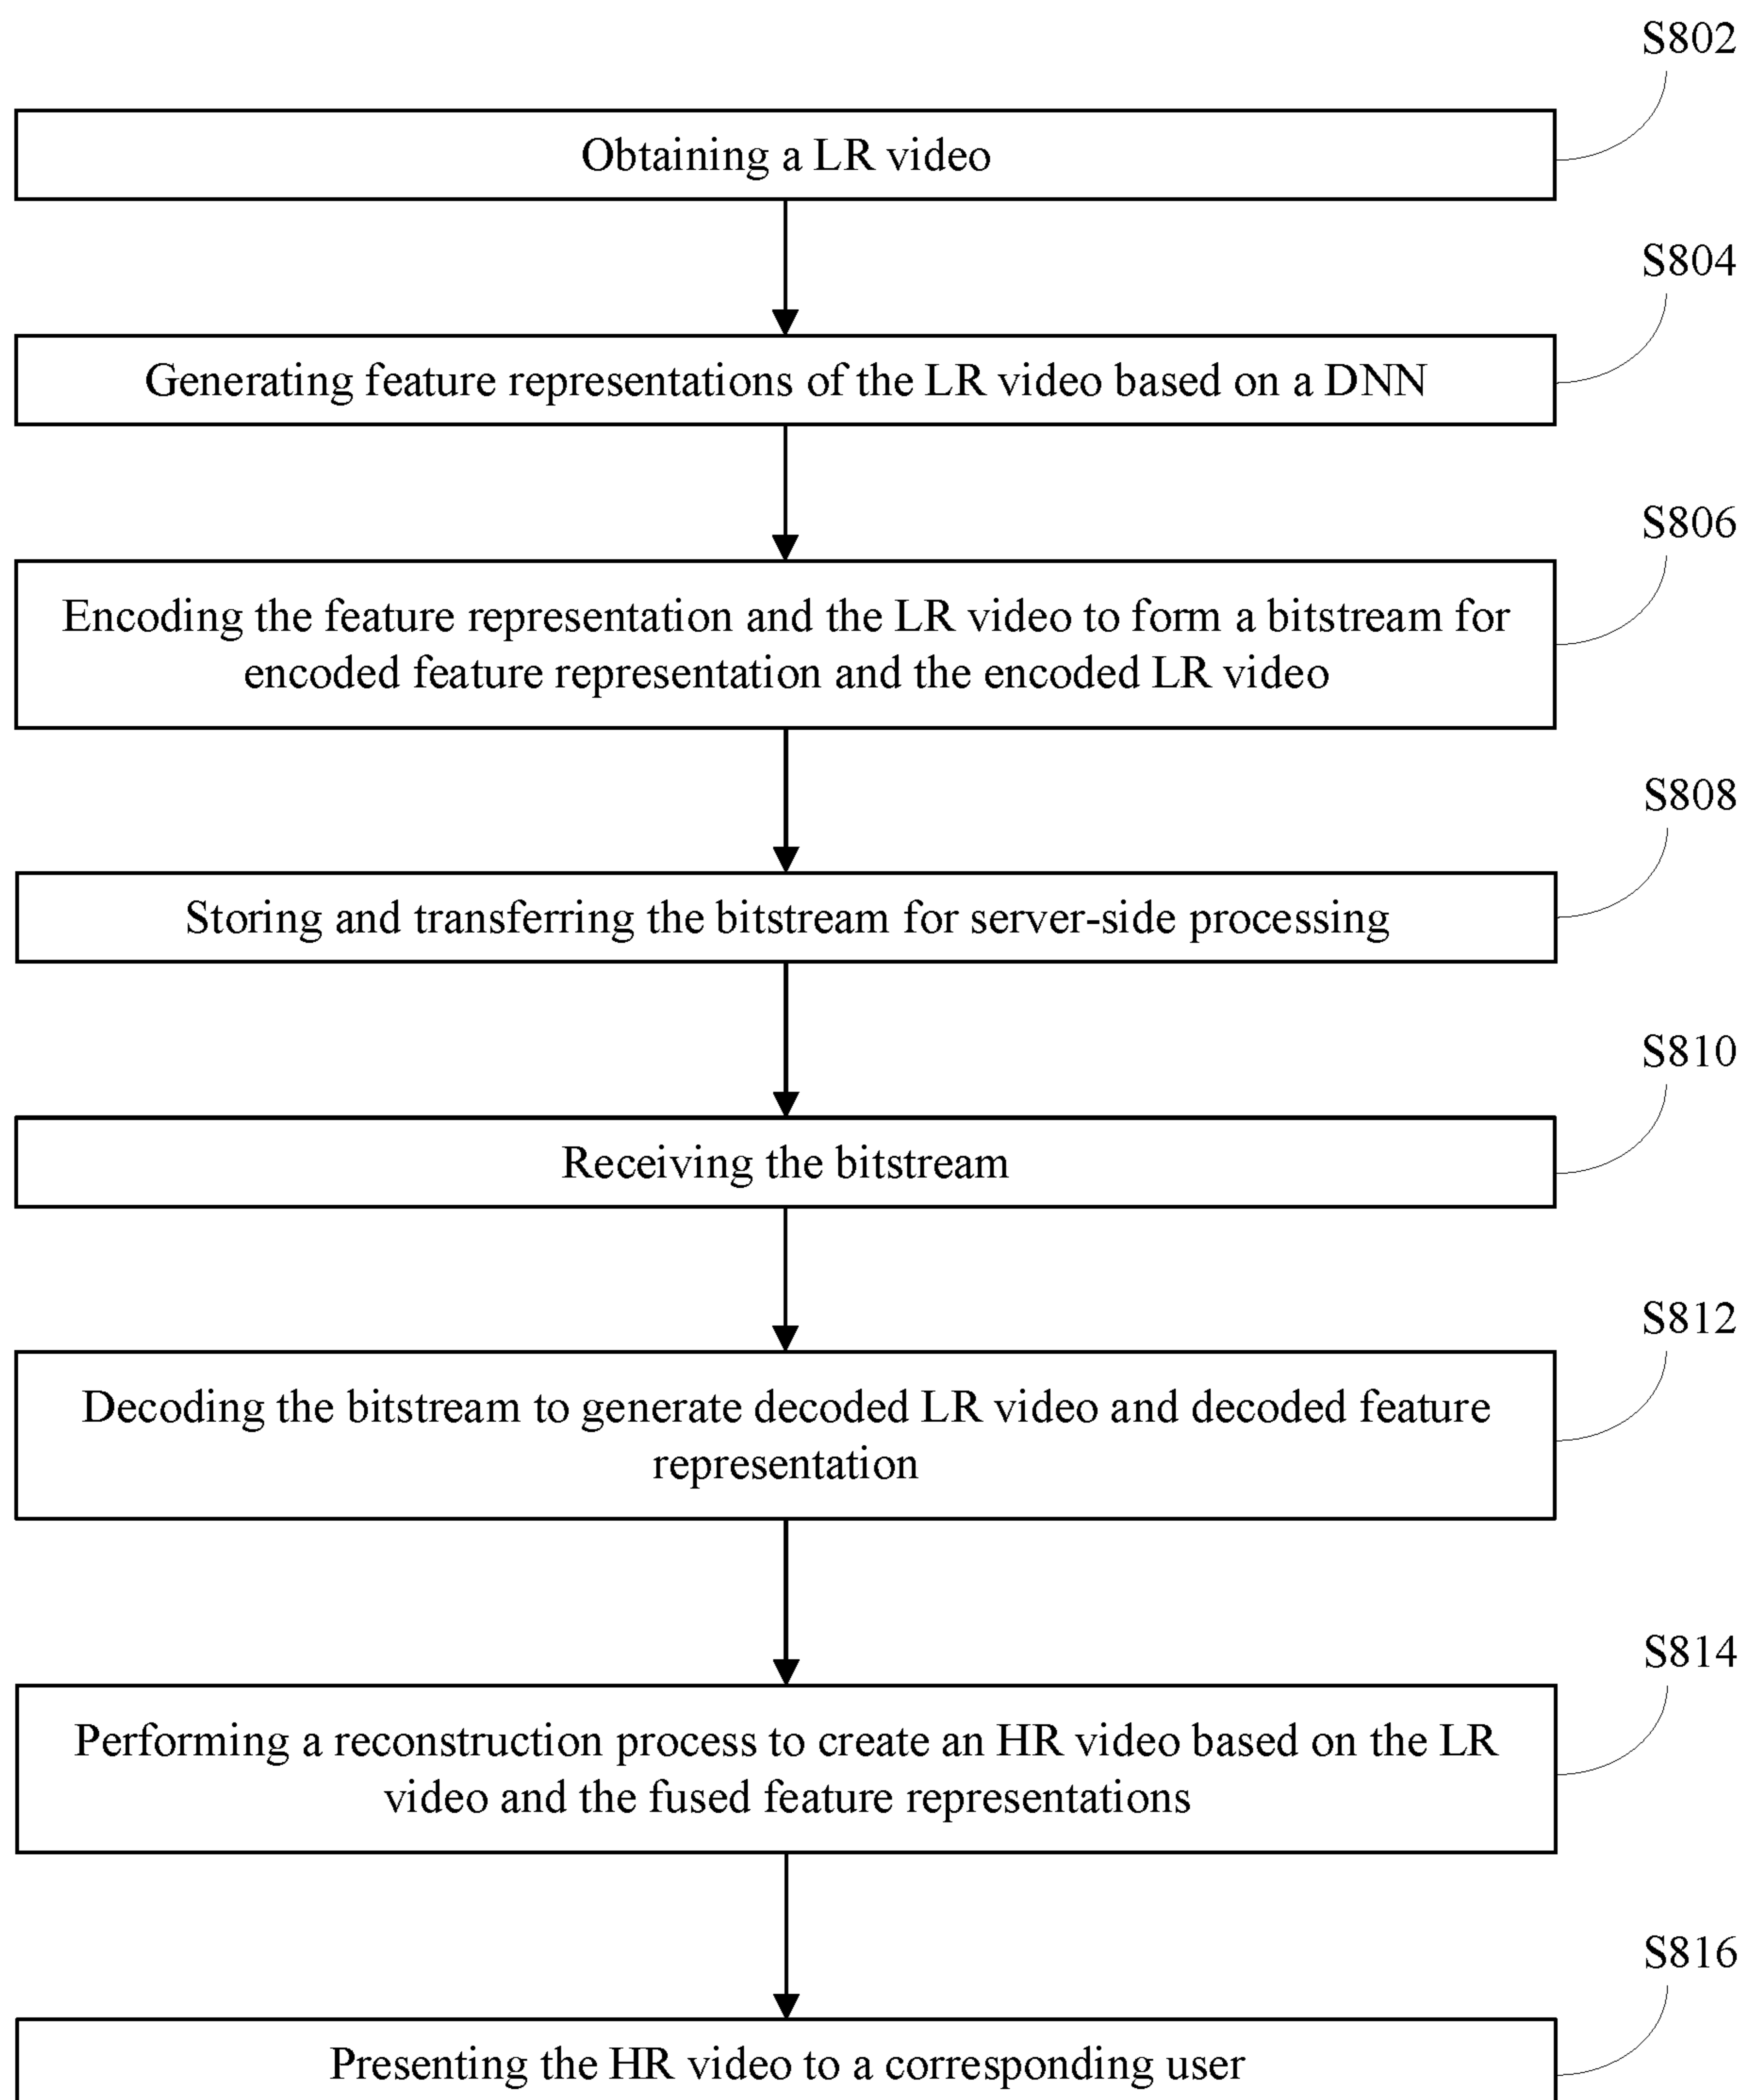 S802
Obtaining a LR video
S804
Generating feature representations of the LR video based on a DNN
S806
Encoding the feature representation and the LR video to form a bitstream for
encoded feature representation and the encoded LR video
S808
Storing and transferring the bitstream for server-side processing
S810
Receiving the bitstream
S812
Decoding the bitstream to generate decoded LR video and decoded feature
representation
S814
Performing a reconstruction process to create an HR video based on the LR
video and the fused feature representations
S816
Presenting the HR video to a corresponding user